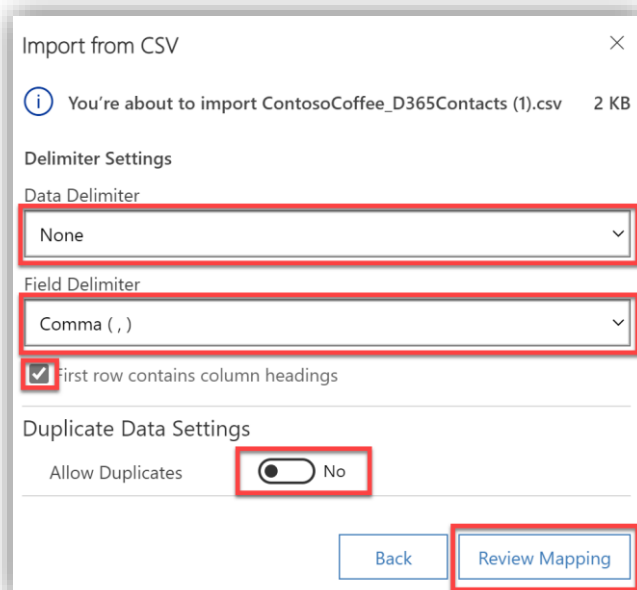 Import from CSV
You're about to import ContosoCoffee_D365Contacts (1).csv 2 KB
Delimiter Settings
Data Delimiter
None
Field Delimiter
Comma ( , )
First row contains column headings
Duplicate Data Settings
Allow Duplicates No
Back Review Mapping